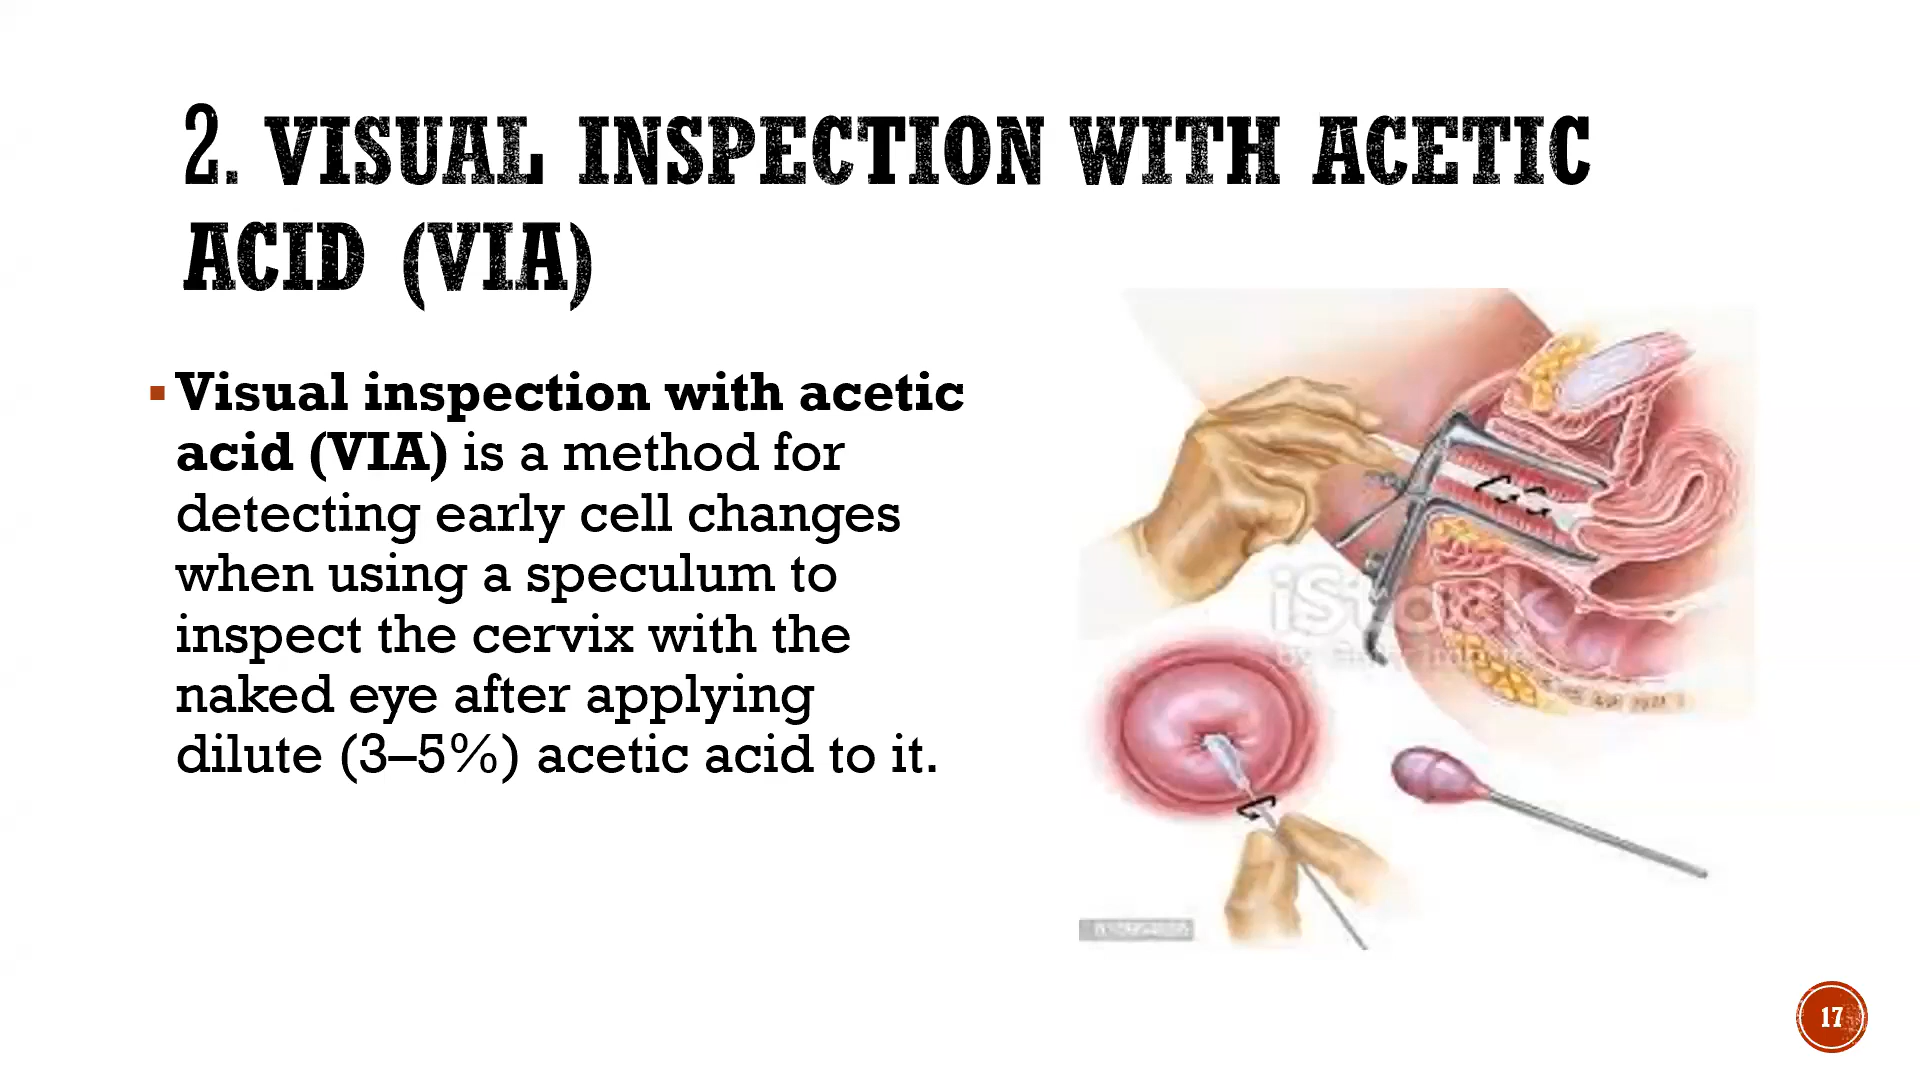 2. VISUAL INSPECTION WITH ACETIC
ACID (VIA)
▪ Visual inspection with acetic
acid (VIA) is a method for
detecting early cell changes
when using a speculum to
inspect the cervix with the
naked eye after applying
dilute (3–5%) acetic acid to it.
iStock
17